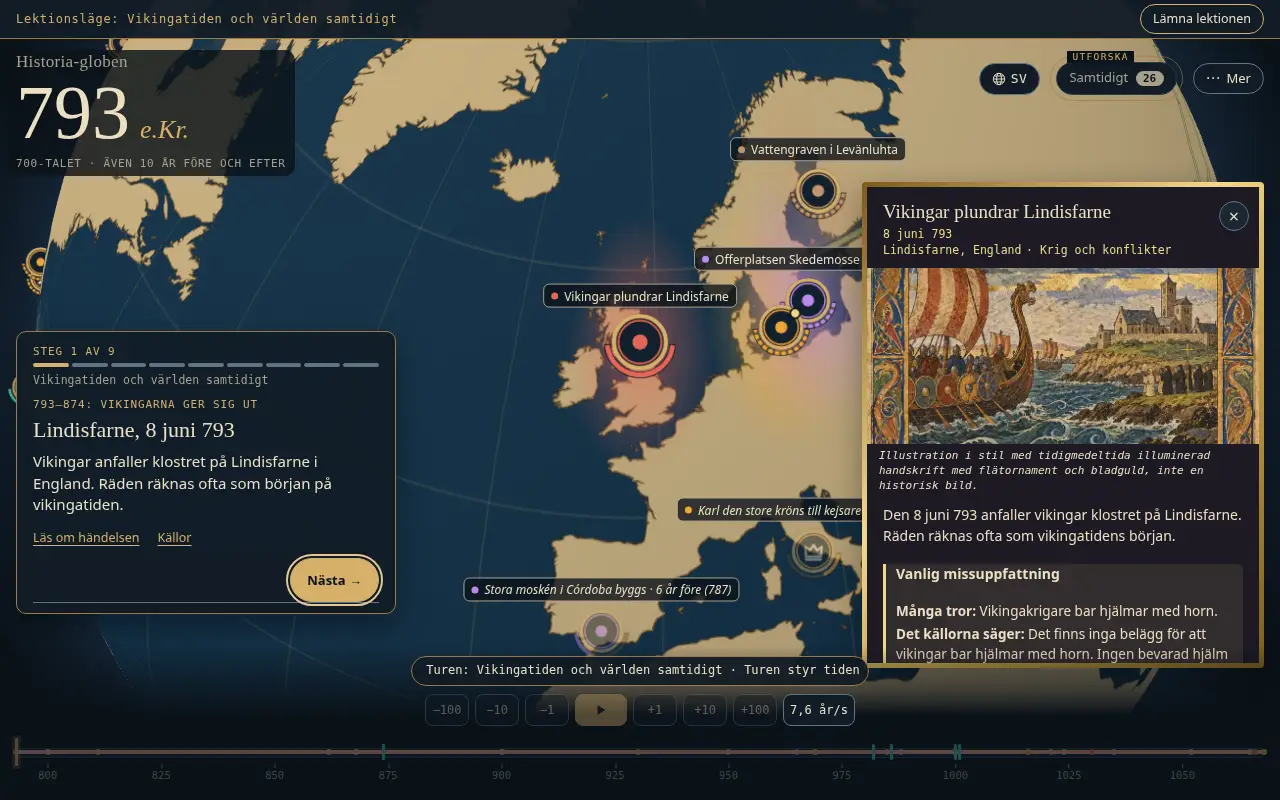 Lektionsläge: Vikingatiden och världen samtidigt
Lämna lektionen
Historia-globen
793 e.Kr.
700-TALET · ÄVEN 10 ÅR FÖRE OCH EFTER
SV
UTFORSKA
Samtidigt 26
··· Mer
Vattengraven i Levänluhta
Offerplatsen Skedemosse
Vikingar plundrar Lindisfarne
Karl den store kröns till kejsare
Stora moskén i Córdoba byggs · 6 år före (787)
STEG 1 AV 9
Vikingatiden och världen samtidigt
793–874: VIKINGARNA GER SIG UT
Lindisfarne, 8 juni 793
Vikingar anfaller klostret på Lindisfarne i
England. Räden räknas ofta som början på
vikingatiden.
Läs om händelsen Källor
Nästa →
Vikingar plundrar Lindisfarne
×
8 juni 793
Lindisfarne, England · Krig och konflikter
Illustration i stil med tidigmedeltida illuminerad
handskrift med flätornament och bladguld, inte en
historisk bild.
Den 8 juni 793 anfaller vikingar klostret på Lindisfarne.
Räden räknas ofta som vikingatidens början.
Vanlig missuppfattning
Många tror: Vikingakrigare bar hjälmar med horn.
Det källorna säger: Det finns inga belägg för att
vikingar bar hjälmar med horn. Ingen bevarad hjälm
Turen: Vikingatiden och världen samtidigt · Turen styr tiden
−100 −10 −1 +1 +10 +100 7,6 år/s
800 825 850 875 900 925 950 975 1000 1025 1050